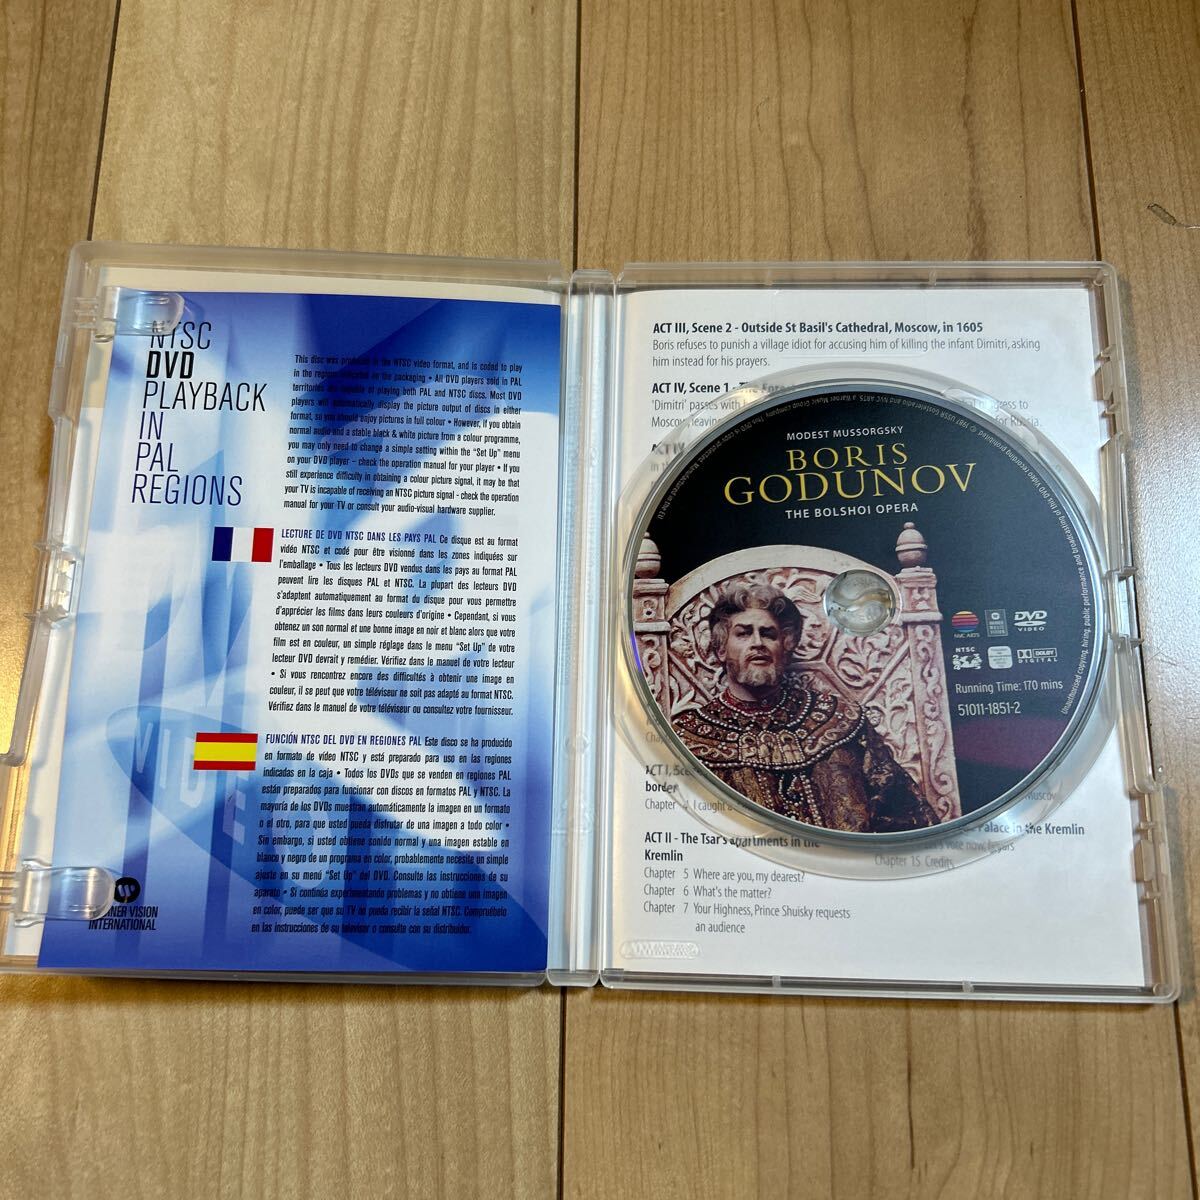 NTSC
DVD
PLAYBACK
IN
PAL
REGIONS
This disc was produced in the NTSC video format, and is coded to play
in the regions indicated on the packaging • All DVD players sold in PAL
territories are capable of playing both PAL and NTSC discs. Most DVD
players will automatically display the picture output of discs in either
format, so you should enjoy pictures in full colour • However, if you obtain
normal audio and a stable black & white picture from a colour programme,
you may only need to change a simple setting within the "Set Up" menu
on your DVD player – check the operation manual for your player • If you
still experience difficulty in obtaining a colour picture signal, it may be that
your TV is incapable of receiving an NTSC picture signal - check the operation
manual for your TV or consult your audio-visual hardware supplier.
LECTURE DE DVD NTSC DANS LES PAYS PAL Ce disque est au format
vidéo NTSC et codé pour être visionné dans les zones indiquées sur
l'emballage • Tous les lecteurs DVD vendus dans les pays au format PAL
peuvent lire les disques PAL et NTSC. La plupart des lecteurs DVD
s'adaptent automatiquement au format du disque pour vous permettre
d'apprécier les films dans leurs couleurs d'origine • Cependant, si vous
obtenez un son normal et une bonne image en noir et blanc alors que votre
film est en couleur, un simple réglage dans le menu "Set Up" de votre
lecteur DVD devrait y remédier. Vérifiez dans le manuel de votre lecteur
• Si vous rencontrez encore des difficultés à obtenir une image en
couleur, il se peut que votre téléviseur ne soit pas adapté au format NTSC.
Vérifiez dans le manuel de votre téléviseur ou consultez votre fournisseur.
FUNCIÓN NTSC DEL DVD EN REGIONES PAL Este disco se ha producido
en formato de vídeo NTSC y está preparado para uso en las regiones
indicadas en la caja • Todos los DVDs que se venden en regiones PAL
están preparados para funcionar con discos en formatos PAL y NTSC. La
mayoría de los DVDs muestran automáticamente la imagen en un formato
o el otro, para que usted pueda disfrutar de una imagen a todo color •
Sin embargo, si usted obtiene sonido normal y una imagen estable en
blanco y negro de un programa en color, probablemente necesite un simple
ajuste en su menú "Set Up" del DVD. Consulte las instrucciones de su
aparato • Si continúa experimentando problemas y no obtiene una imagen
en color, puede ser que su TV no pueda recibir la señal NTSC. Compruébelo
en las instrucciones de su televisor o consulte con su distribuidor.
VISION
INTERNATIONAL
ACT III, Scene 2 - Outside St Basil's Cathedral, Moscow, in 1605
Boris refuses to punish a village idiot for accusing him of killing the infant Dimitri, asking
him instead for his prayers.
ACT IV, Scene 1 - The Forest
'Dimitri' passes with
to
Moscow, for Russia.
MODEST MUSSORGSKY
BORIS
GODUNOV
THE BOLSHOI OPERA
NVC ARTS
DVD
VIDEO
NTSC
DOLBY
DIGITAL
Running Time: 170 mins
51011-1851-2
border
Chapter 4 I caught
Moscow
ACT II - The Tsar's apartments in the
Kremlin
Chapter 5 Where are you, my dearest?
Chapter 6 What's the matter?
Chapter 7 Your Highness, Prince Shuisky requests
an audience
Palace in the Kremlin
vote now,
Chapter 15 Credits